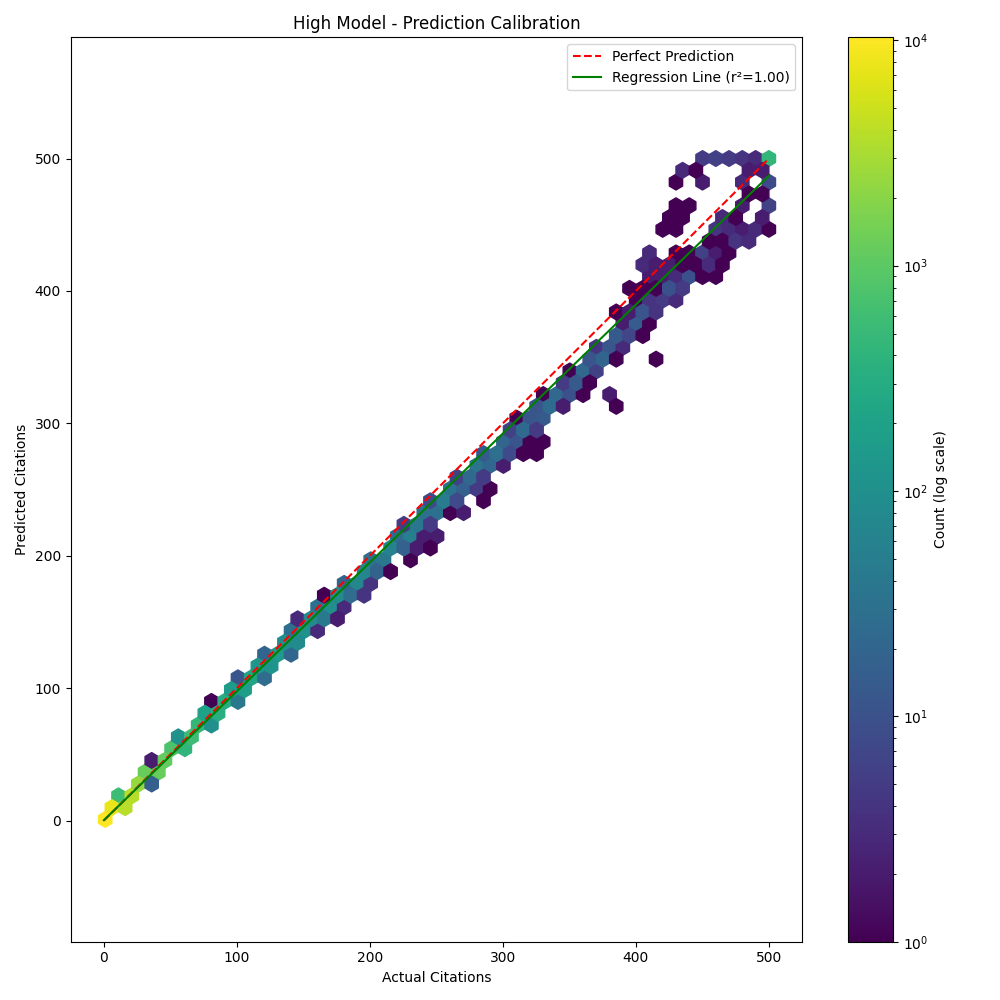 High Model - Prediction Calibration
Perfect Prediction
Regression Line (r²=1.00)
500
400
300
200
100
0
Predicted Citations
0 100 200 300 400 500
Actual Citations
10⁴
10³
10²
10¹
10⁰
Count (log scale)